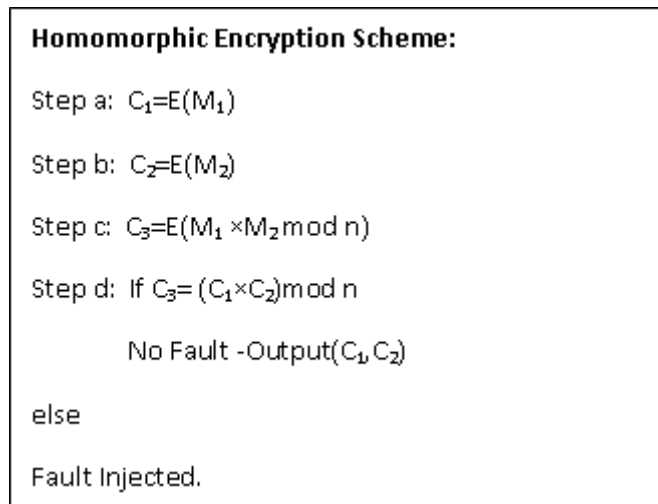 Homomorphic Encryption Scheme:
Step a: C₁=E(M₁)
Step b: C₂=E(M₂)
Step c: C₃=E(M₁ ×M₂ mod n)
Step d: If C₃= (C₁×C₂)mod n
No Fault -Output(C₁,C₂)
else
Fault Injected.